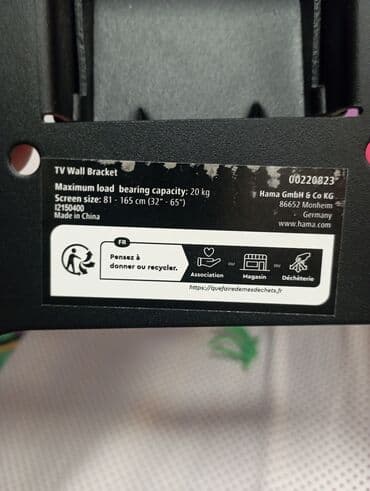 TV Wall Bracket
00220823
Maximum load bearing capacity: 20 kg
Hama GmbH & Co KG
Screen size: 81 - 165 cm (32" - 65")
86652 Monheim
I2150400
Germany
Made in China
www.hama.com
FR
Pensez à
donner ou recycler.
Association
ou
Magasin
ou
Déchèterie
https://quefairedemesdechets.fr